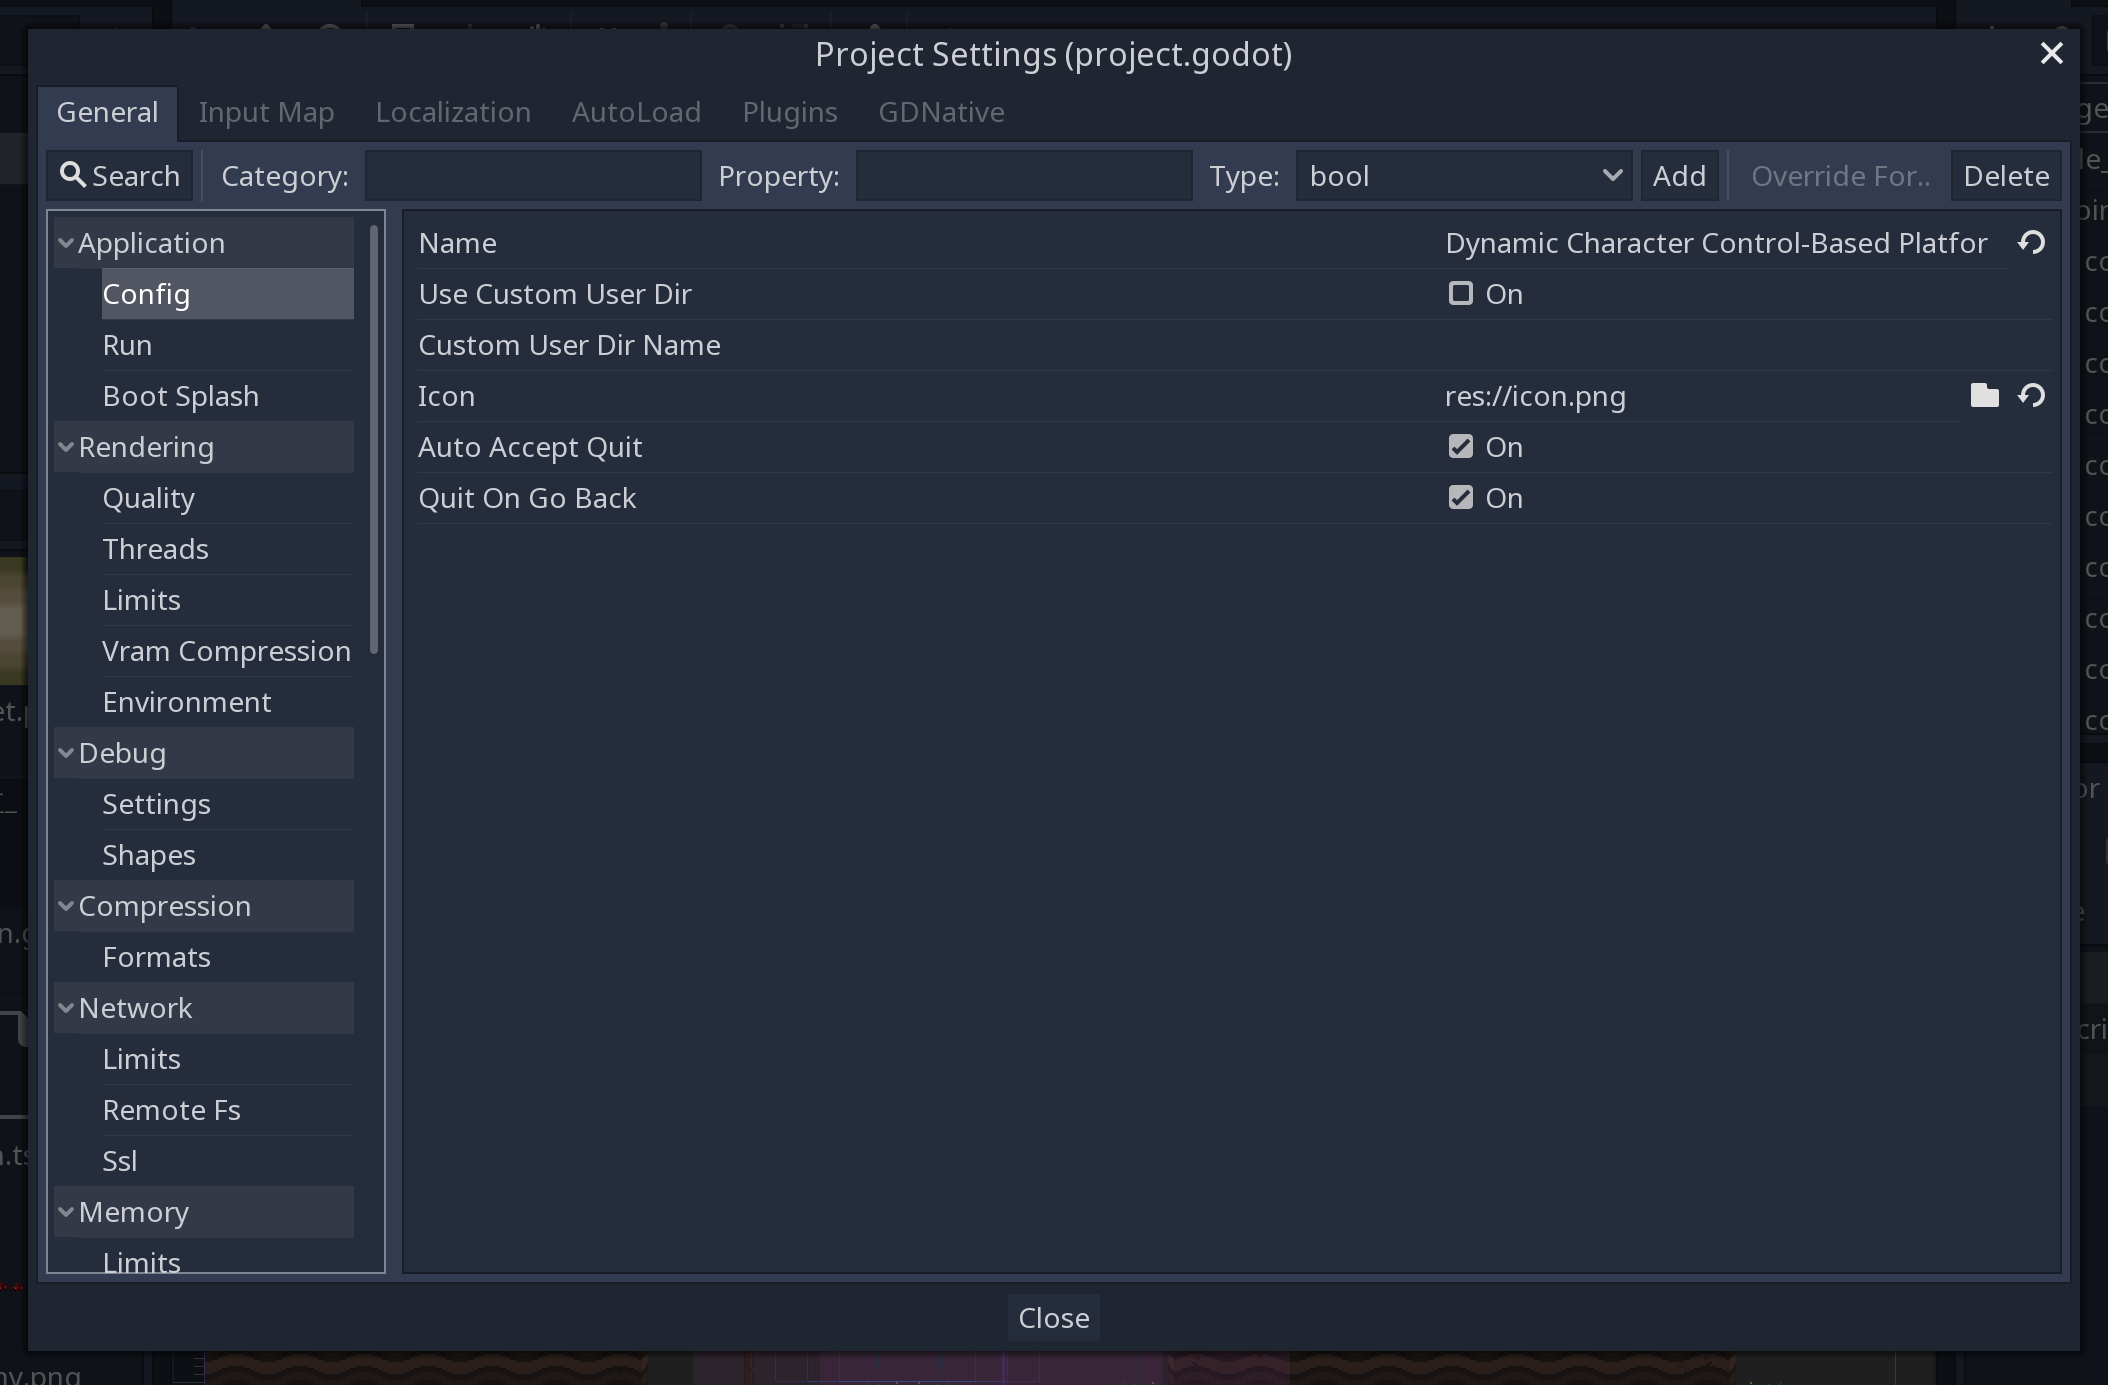 Project Settings (project.godot)
General Input Map Localization AutoLoad Plugins GDNative
Search Category: Property: Type: bool Add Override For.. Delete
Application
Config
Run
Boot Splash
Rendering
Quality
Threads
Limits
Vram Compression
Environment
Debug
Settings
Shapes
Compression
Formats
Network
Limits
Remote Fs
Ssl
Memory
Limits
Name Dynamic Character Control-Based Platfor
Use Custom User Dir On
Custom User Dir Name
Icon res://icon.png
Auto Accept Quit On
Quit On Go Back On
Close